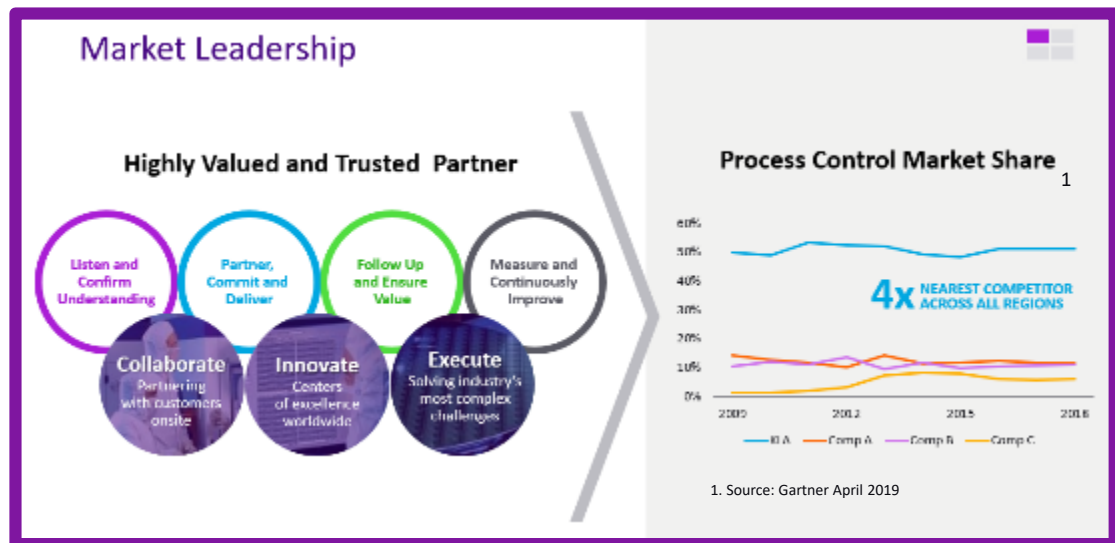 Market Leadership
Highly Valued and Trusted Partner
Listen and
Confirm
Understanding
Partner,
Commit and
Deliver
Follow Up
and Ensure
Value
Measure and
Continuously
Improve
Collaborate
Partnering
with customers
onsite
Innovate
Centers
of excellence
worldwide
Execute
Solving industry's
most complex
challenges
Process Control Market Share
1
60%
50%
40%
30%
20%
10%
0%
4x NEAREST COMPETITOR
ACROSS ALL REGIONS
2009 2012 2015 2018
KLA Comp A Comp B Comp C
1. Source: Gartner April 2019